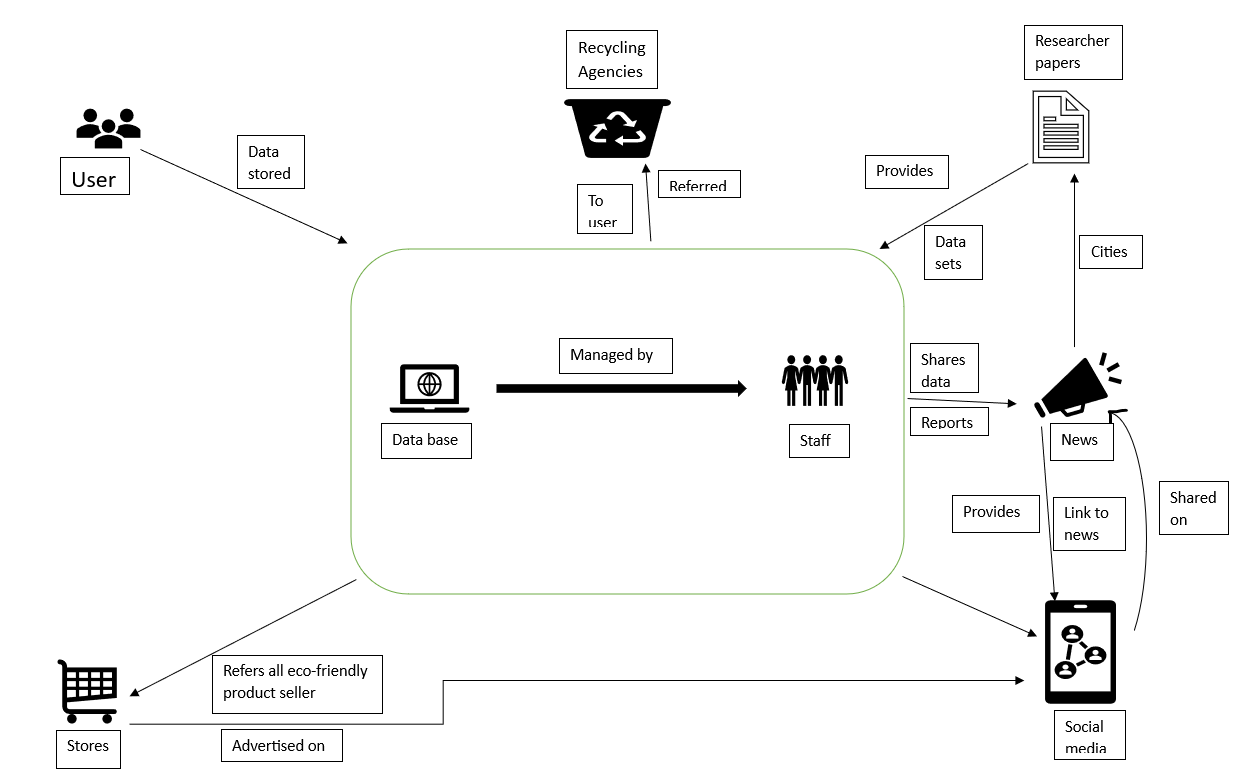 Recycling
Agencies
Researcher
papers
User
Data
stored
Provides
Referred
To
user
Data
sets
Cities
Managed by
Shares
data
Reports
Data base
Staff
News
Provides
Link to
news
Shared
on
Refers all eco-friendly
product seller
Stores
Advertised on
Social
media